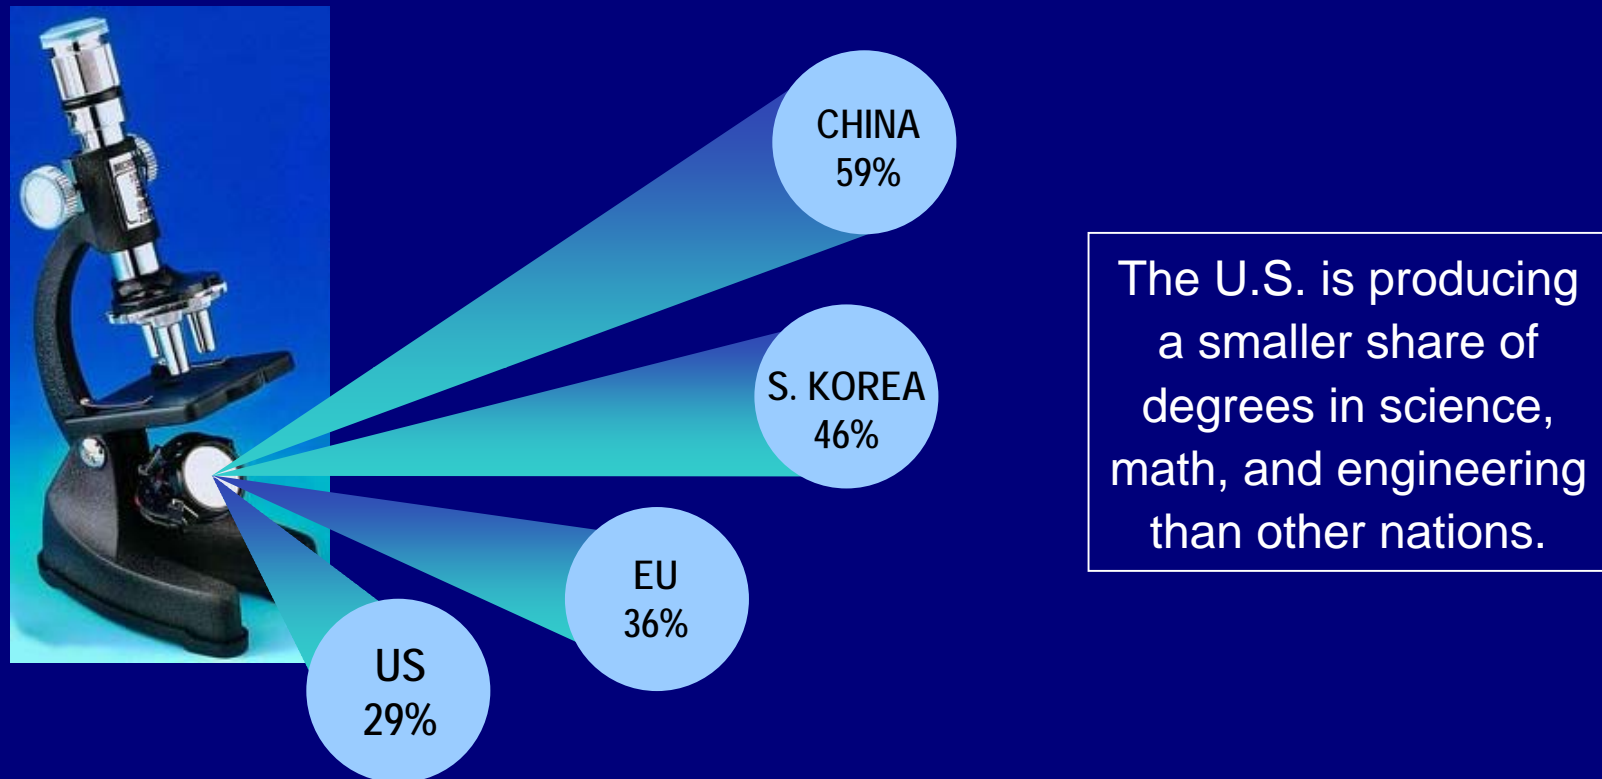 CHINA
59%
S. KOREA
46%
EU
36%
US
29%
The U.S. is producing
a smaller share of
degrees in science,
math, and engineering
than other nations.